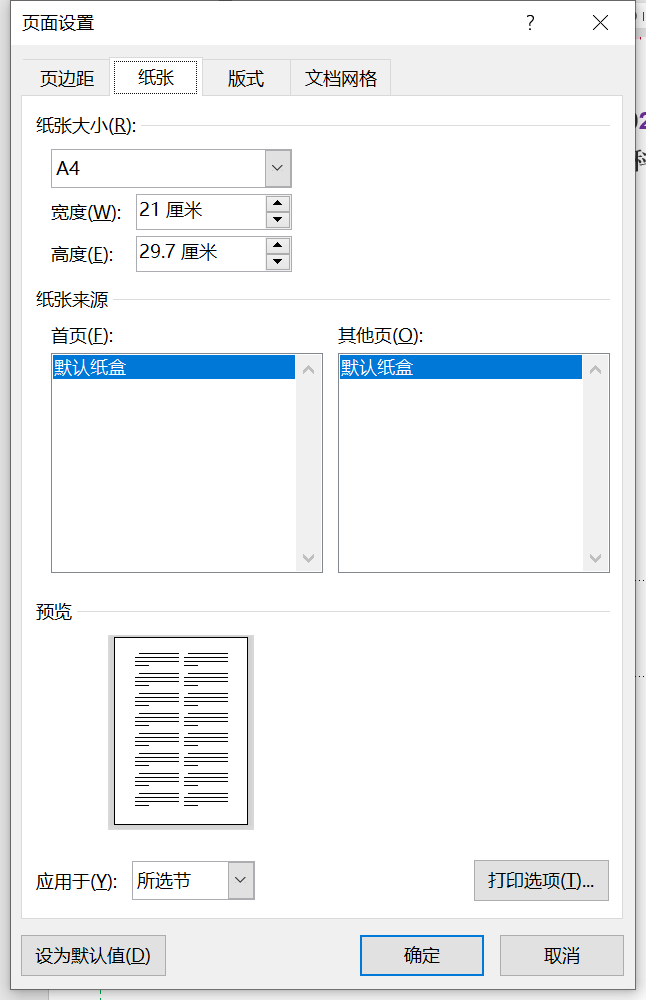 页面设置
?
页边距 纸张 版式 文档网格
纸张大小(R):
A4
宽度(W): 21 厘米
高度(E): 29.7 厘米
纸张来源
首页(F): 其他页(O):
默认纸盒 默认纸盒
预览
应用于(Y): 所选节 打印选项(T)...
设为默认值(D) 确定 取消